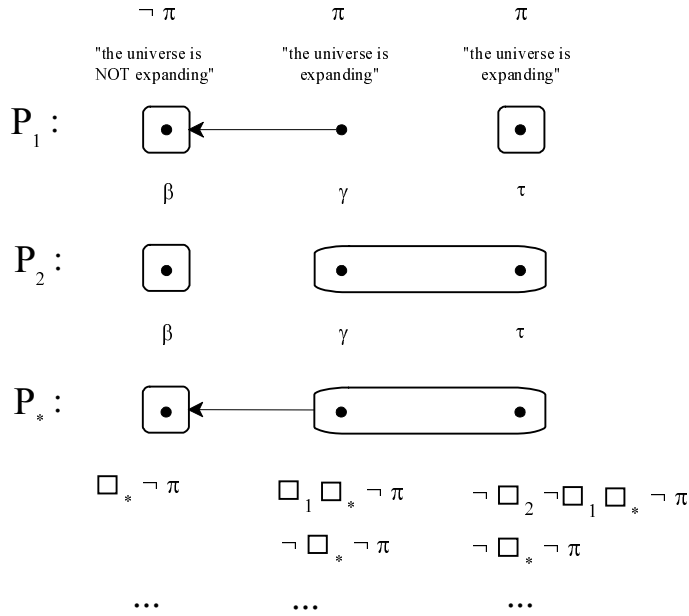 ¬ π π π
"the universe is NOT expanding" "the universe is expanding" "the universe is expanding"
P₁ :
β γ τ
P₂ :
β γ τ
P* :
□* ¬ π □₁ □* ¬ π ¬ □₂ ¬ □₁ □* ¬ π
¬ □* ¬ π ¬ □* ¬ π
... ... ...